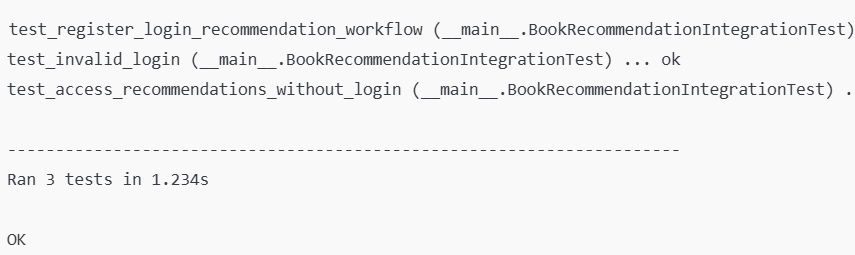 test_register_login_recommendation_workflow (__main__.BookRecommendationIntegrationTest)
test_invalid_login (__main__.BookRecommendationIntegrationTest) ... ok
test_access_recommendations_without_login (__main__.BookRecommendationIntegrationTest) .
----------------------------------------------------------------------
Ran 3 tests in 1.234s
OK